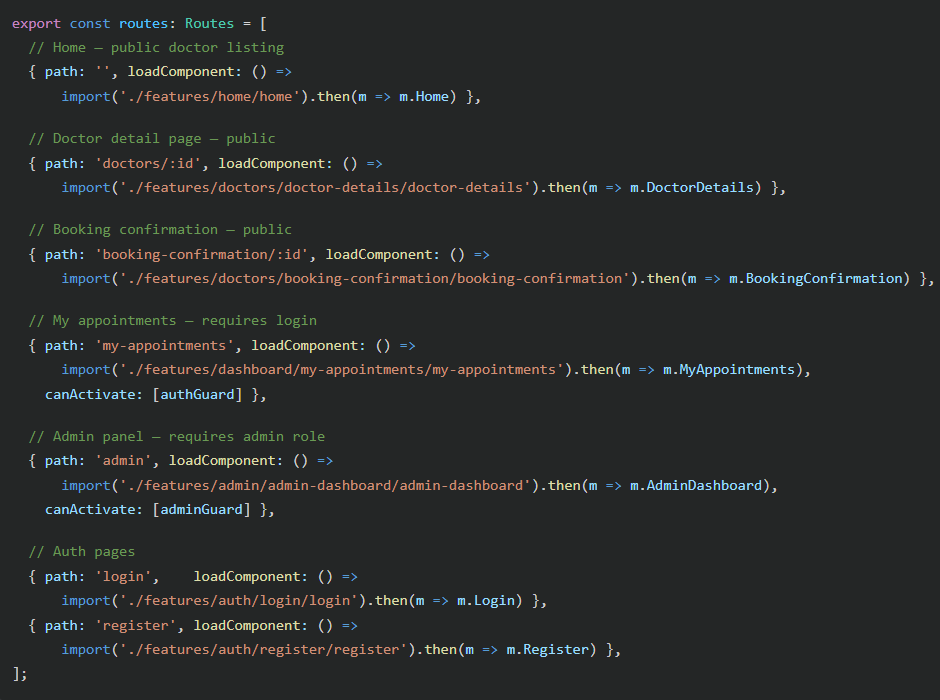 export const routes: Routes = [
  // Home — public doctor listing
  { path: '', loadComponent: () =>
      import('./features/home/home').then(m => m.Home) },

  // Doctor detail page — public
  { path: 'doctors/:id', loadComponent: () =>
      import('./features/doctors/doctor-details/doctor-details').then(m => m.DoctorDetails) },

  // Booking confirmation — public
  { path: 'booking-confirmation/:id', loadComponent: () =>
      import('./features/doctors/booking-confirmation/booking-confirmation').then(m => m.BookingConfirmation) },

  // My appointments — requires login
  { path: 'my-appointments', loadComponent: () =>
      import('./features/dashboard/my-appointments/my-appointments').then(m => m.MyAppointments),
    canActivate: [authGuard] },

  // Admin panel — requires admin role
  { path: 'admin', loadComponent: () =>
      import('./features/admin/admin-dashboard/admin-dashboard').then(m => m.AdminDashboard),
    canActivate: [adminGuard] },

  // Auth pages
  { path: 'login',    loadComponent: () =>
      import('./features/auth/login/login').then(m => m.Login) },
  { path: 'register', loadComponent: () =>
      import('./features/auth/register/register').then(m => m.Register) },
];